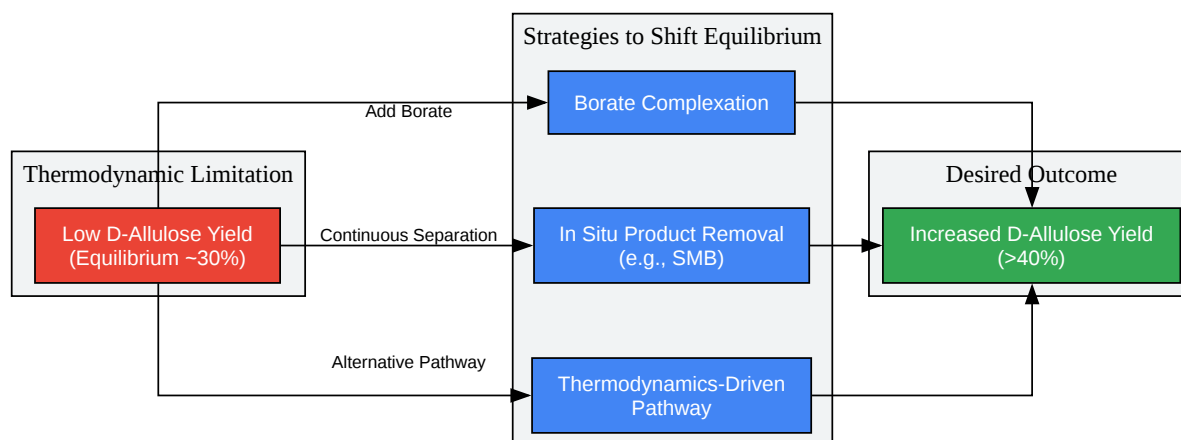 Strategies to Shift Equilibrium
Borate Complexation
Add Borate
Thermodynamic Limitation
Desired Outcome
Low D-Allulose Yield
(Equilibrium ~30%)
Continuous Separation
In Situ Product Removal
(e.g., SMB)
Increased D-Allulose Yield
(>40%)
Alternative Pathway
Thermodynamics-Driven
Pathway